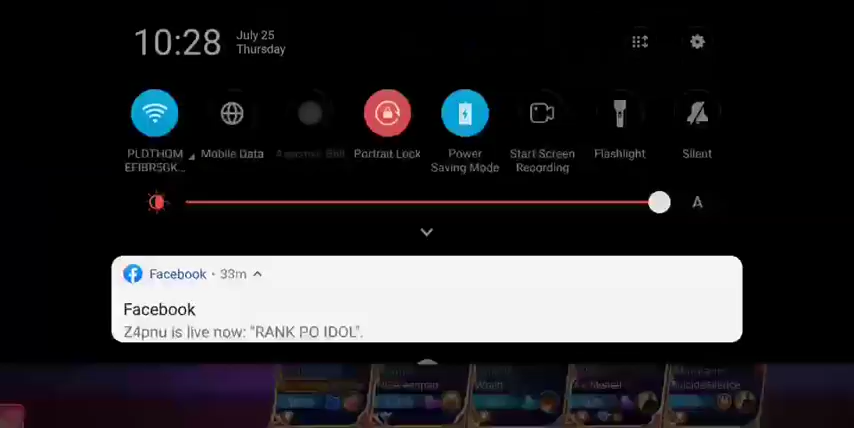 10:28
July 25
Thursday
PLDTHOM
EFIBR5GK...
Mobile Data
Portrait Lock
Power
Saving Mode
Start Screen
Recording
Flashlight
Silent
A
Facebook • 33m
Facebook
Z4pnu is live now: "RANK PO IDOL".